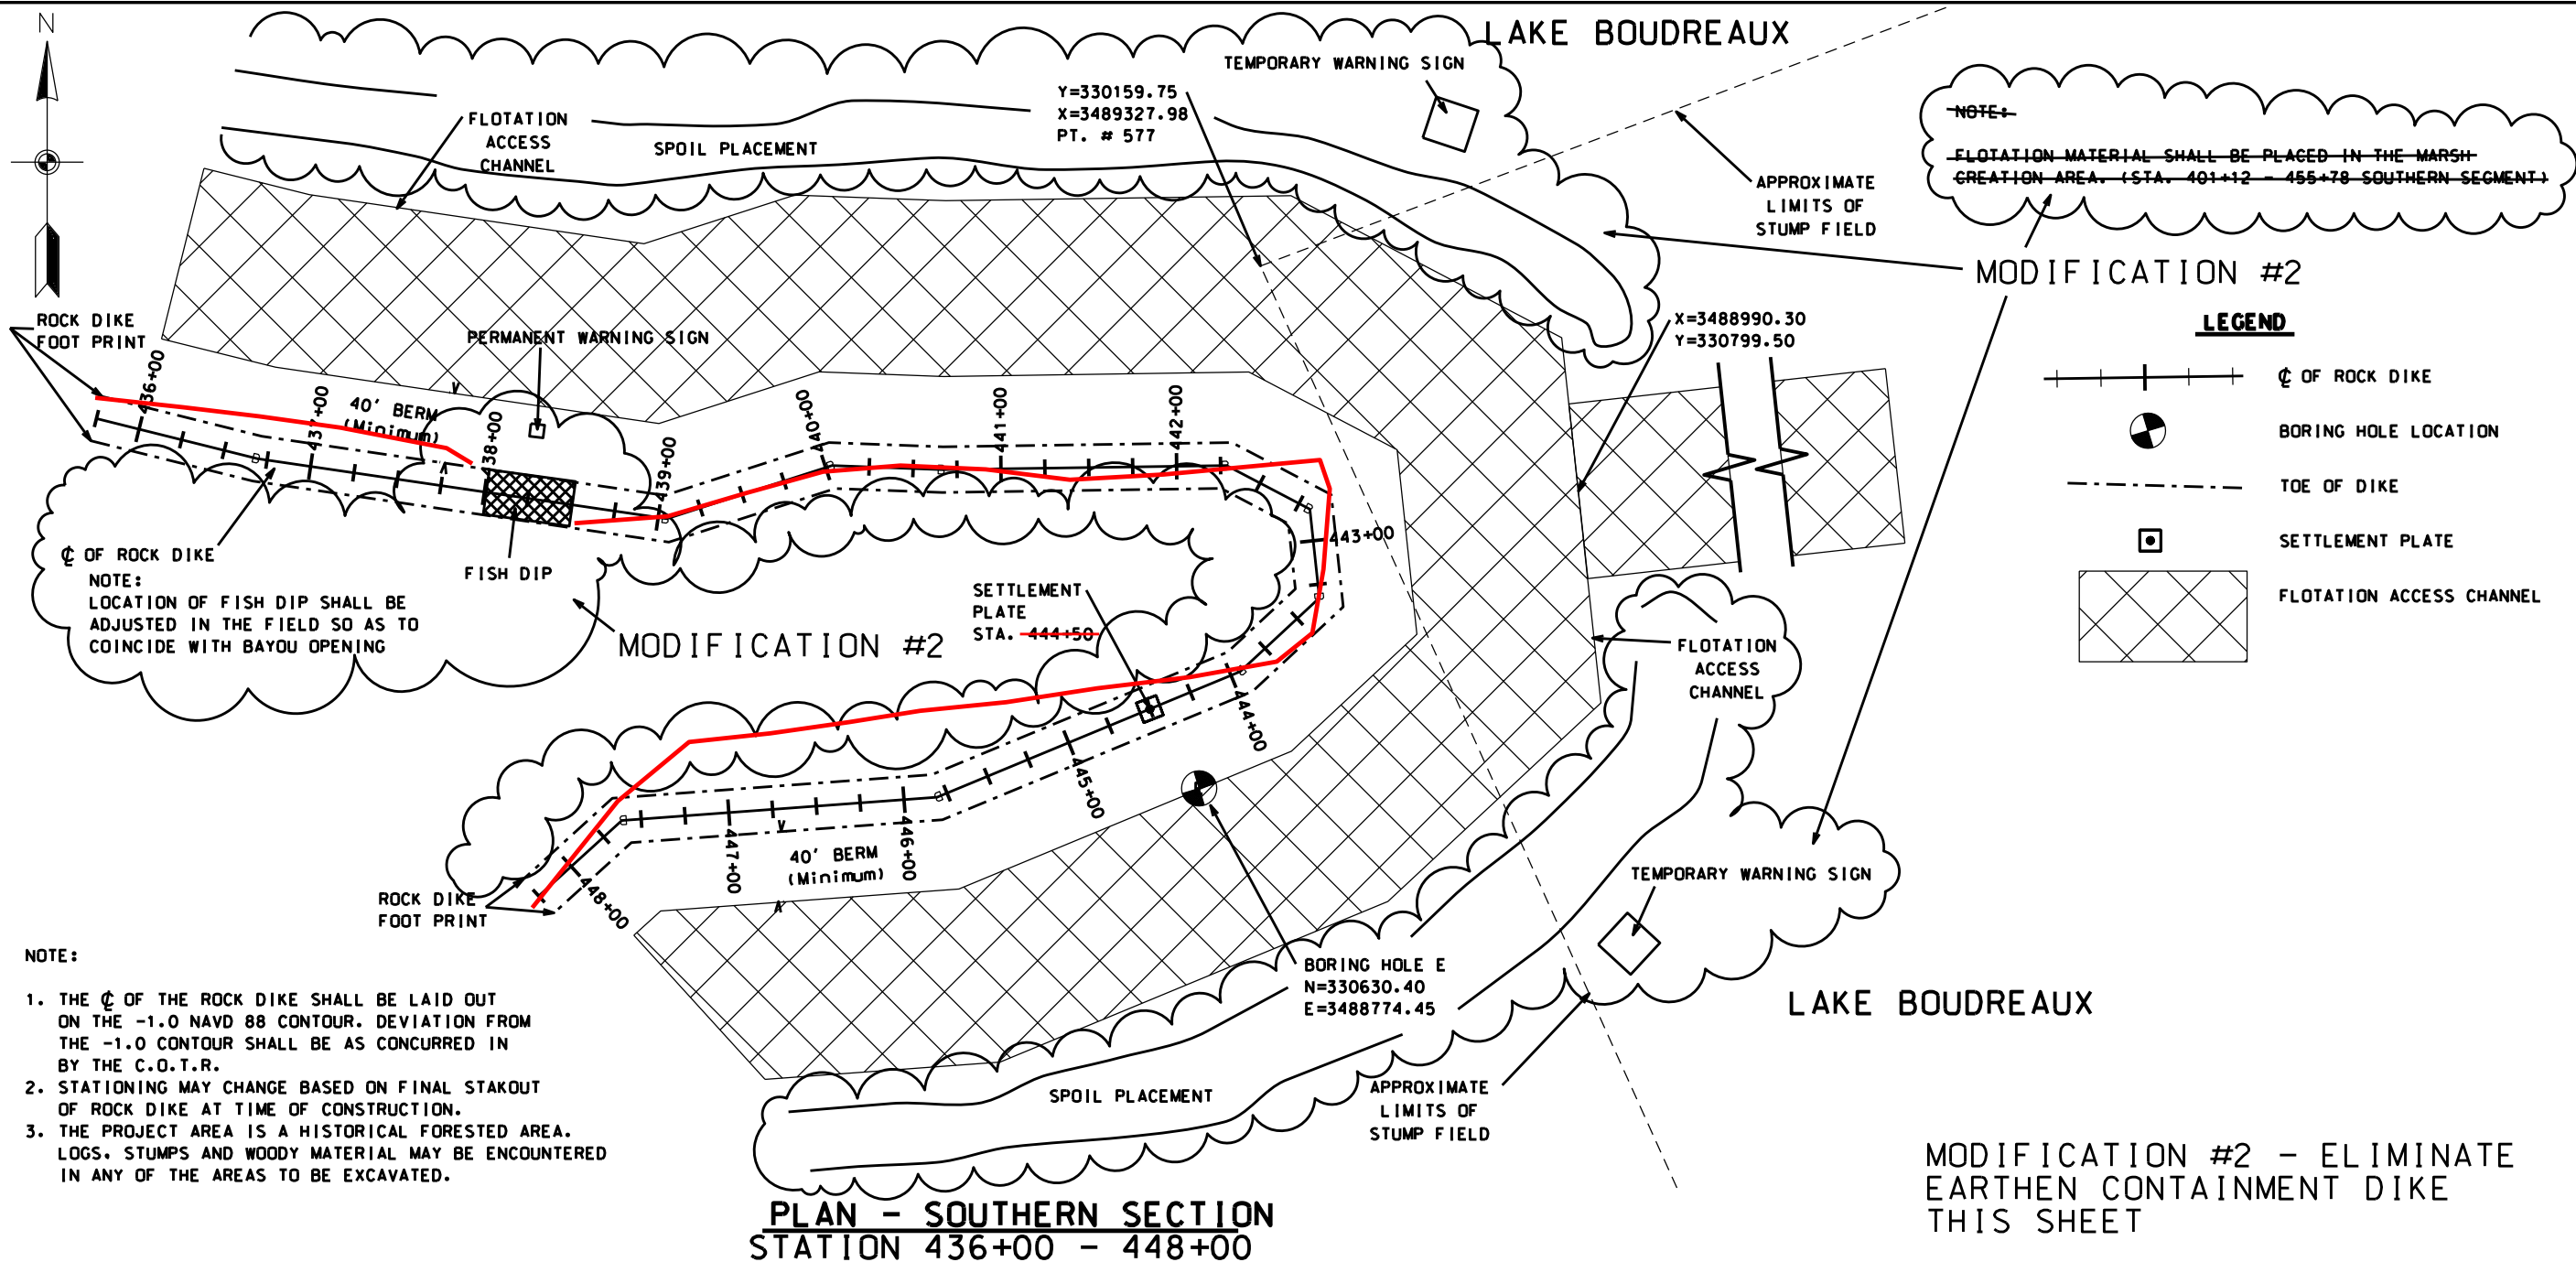 N
LAKE BOUDREAUX
TEMPORARY WARNING SIGN
Y=330159.75
X=3489327.98
PT. # 577
FLOTATION
ACCESS
CHANNEL
SPOIL PLACEMENT
NOTE:
FLOTATION MATERIAL SHALL BE PLACED IN THE MARSH
CREATION AREA. (STA. 401+12 - 455+78 SOUTHERN SEGMENT)
APPROXIMATE
LIMITS OF
STUMP FIELD
MODIFICATION #2
ROCK DIKE
FOOT PRINT
PERMANENT WARNING SIGN
X=3488990.30
Y=330799.50
LEGEND
℄ OF ROCK DIKE
BORING HOLE LOCATION
TOE OF DIKE
SETTLEMENT PLATE
FLOTATION ACCESS CHANNEL
436+00
437+00
40' BERM
(Minimum)
438+00
439+00
440+00
441+00
442+00
443+00
℄ OF ROCK DIKE
FISH DIP
NOTE:
LOCATION OF FISH DIP SHALL BE
ADJUSTED IN THE FIELD SO AS TO
COINCIDE WITH BAYOU OPENING
MODIFICATION #2
SETTLEMENT
PLATE
STA. 444+50
FLOTATION
ACCESS
CHANNEL
444+00
445+00
446+00
447+00
448+00
40' BERM
(Minimum)
ROCK DIKE
FOOT PRINT
TEMPORARY WARNING SIGN
BORING HOLE E
N=330630.40
E=3488774.45
LAKE BOUDREAUX
NOTE:
1. THE ℄ OF THE ROCK DIKE SHALL BE LAID OUT
ON THE -1.0 NAVD 88 CONTOUR. DEVIATION FROM
THE -1.0 CONTOUR SHALL BE AS CONCURRED IN
BY THE C.O.T.R.
2. STATIONING MAY CHANGE BASED ON FINAL STAKOUT
OF ROCK DIKE AT TIME OF CONSTRUCTION.
3. THE PROJECT AREA IS A HISTORICAL FORESTED AREA.
LOGS. STUMPS AND WOODY MATERIAL MAY BE ENCOUNTERED
IN ANY OF THE AREAS TO BE EXCAVATED.
SPOIL PLACEMENT
APPROXIMATE
LIMITS OF
STUMP FIELD
PLAN - SOUTHERN SECTION
STATION 436+00 - 448+00
MODIFICATION #2 - ELIMINATE
EARTHEN CONTAINMENT DIKE
THIS SHEET